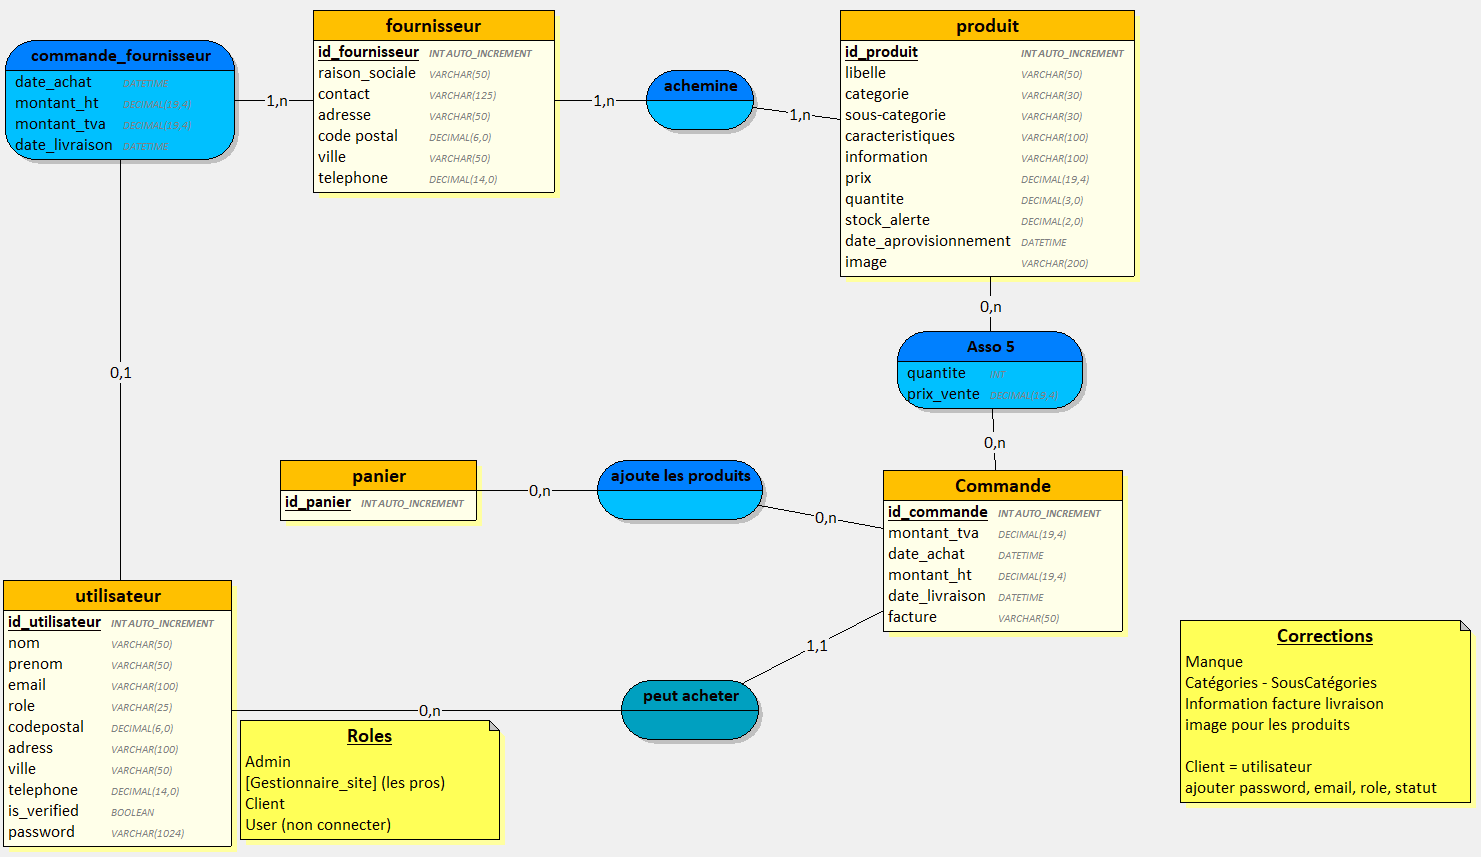 commande_fournisseur
date_achat DATETIME
montant_ht DECIMAL(19,4)
montant_tva DECIMAL(19,4)
date_livraison DATETIME
1,n
fournisseur
id_fournisseur INT AUTO_INCREMENT
raison_sociale VARCHAR(50)
contact VARCHAR(125)
adresse VARCHAR(50)
code postal DECIMAL(6,0)
ville VARCHAR(50)
telephone DECIMAL(14,0)
1,n
achemine
1,n
produit
id_produit INT AUTO_INCREMENT
libelle VARCHAR(50)
categorie VARCHAR(30)
sous-categorie VARCHAR(30)
caracteristiques VARCHAR(100)
information VARCHAR(100)
prix DECIMAL(19,4)
quantite DECIMAL(3,0)
stock_alerte DECIMAL(2,0)
date_aprovisionnement DATETIME
image VARCHAR(200)
0,n
Asso 5
quantite INT
prix_vente DECIMAL(19,4)
0,1
0,n
panier
id_panier INT AUTO_INCREMENT
0,n
ajoute les produits
0,n
Commande
id_commande INT AUTO_INCREMENT
montant_tva DECIMAL(19,4)
date_achat DATETIME
montant_ht DECIMAL(19,4)
date_livraison DATETIME
facture VARCHAR(50)
1,1
utilisateur
id_utilisateur INT AUTO_INCREMENT
nom VARCHAR(50)
prenom VARCHAR(50)
email VARCHAR(100)
role VARCHAR(25)
codepostal DECIMAL(6,0)
adress VARCHAR(100)
ville VARCHAR(50)
telephone DECIMAL(14,0)
is_verified BOOLEAN
password VARCHAR(1024)
0,n
peut acheter
Roles
Admin
[Gestionnaire_site] (les pros)
Client
User (non connecter)
Corrections
Manque
Catégories - SousCatégories
Information facture livraison
image pour les produits
Client = utilisateur
ajouter password, email, role, statut